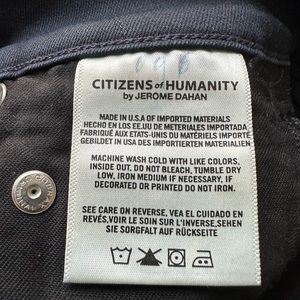 CITIZENS of HUMANITY
by JEROME DAHAN
MADE IN U.S.A OF IMPORTED MATERIALS
HECHO EN LOS EE.UU DE METERIALES IMPORTADA
FABRIQUÉ AUX ETATS-UNIS DU MATÉRIELS IMPORTÉ
GEBILDET IN USA DES IMPORTIERTEN
MACHINE WASH COLD WITH LIKE COLORS,
INSIDE OUT. DO NOT BLEACH, TUMBLE DRY
LOW, IRON MEDIUM IF NECESSARY. IF
DECORATED OR PRINTED DO NOT IRON.
SEE CARE ON REVERSE, VEA EL CUIDADO EN
REVÉS, VOIR LE SOIN SUR L'INVERSE, SEHEN
SIE SORGFALT AUF RÜCKSEITE